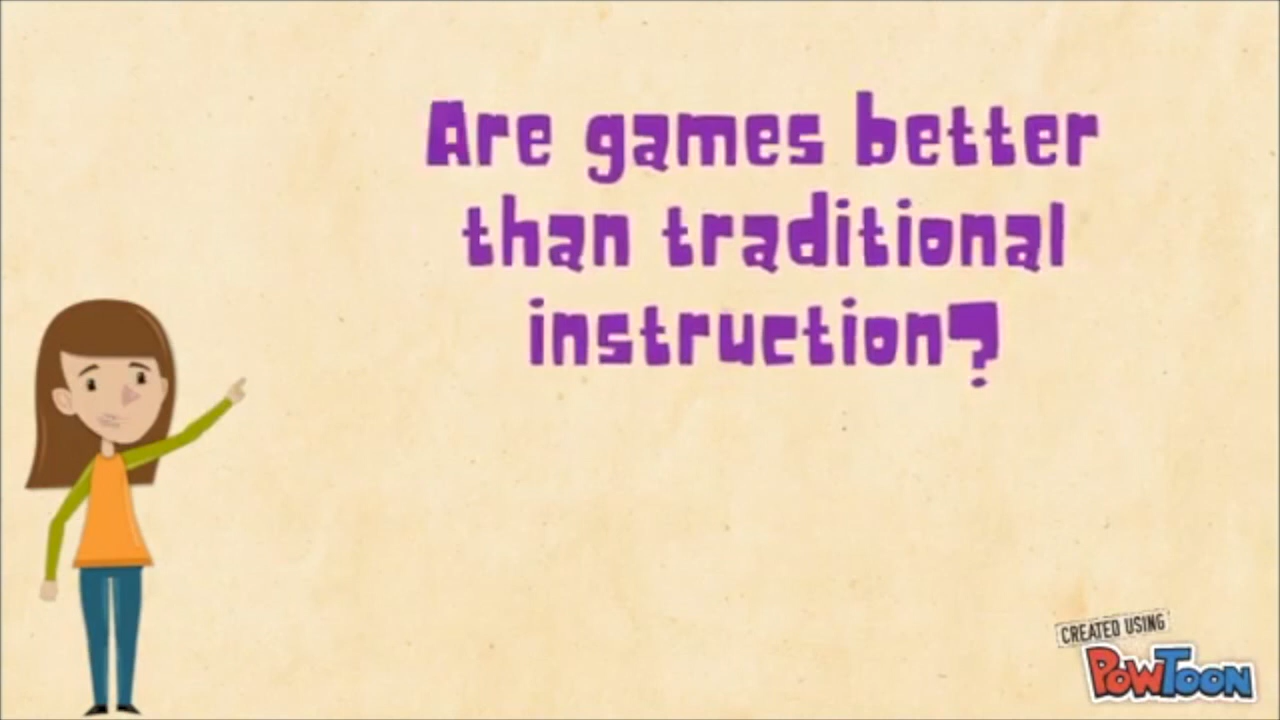 Are games better
than traditional
instruction?
CREATED USING
POWTOON